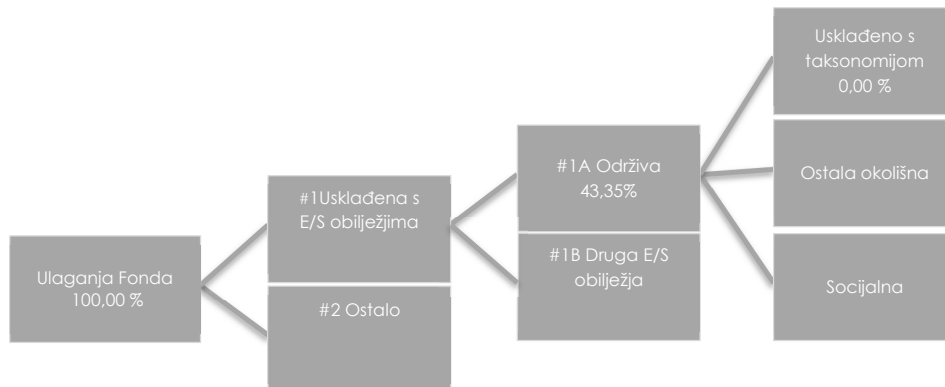 Ulaganja Fonda
100,00 %
#1Usklađena s
E/S obilježjima
#2 Ostalo
#1A Održiva
43,35%
#1B Druga E/S
obilježja
Usklađeno s
taksonomijom
0,00 %
Ostala okolišna
Socijalna